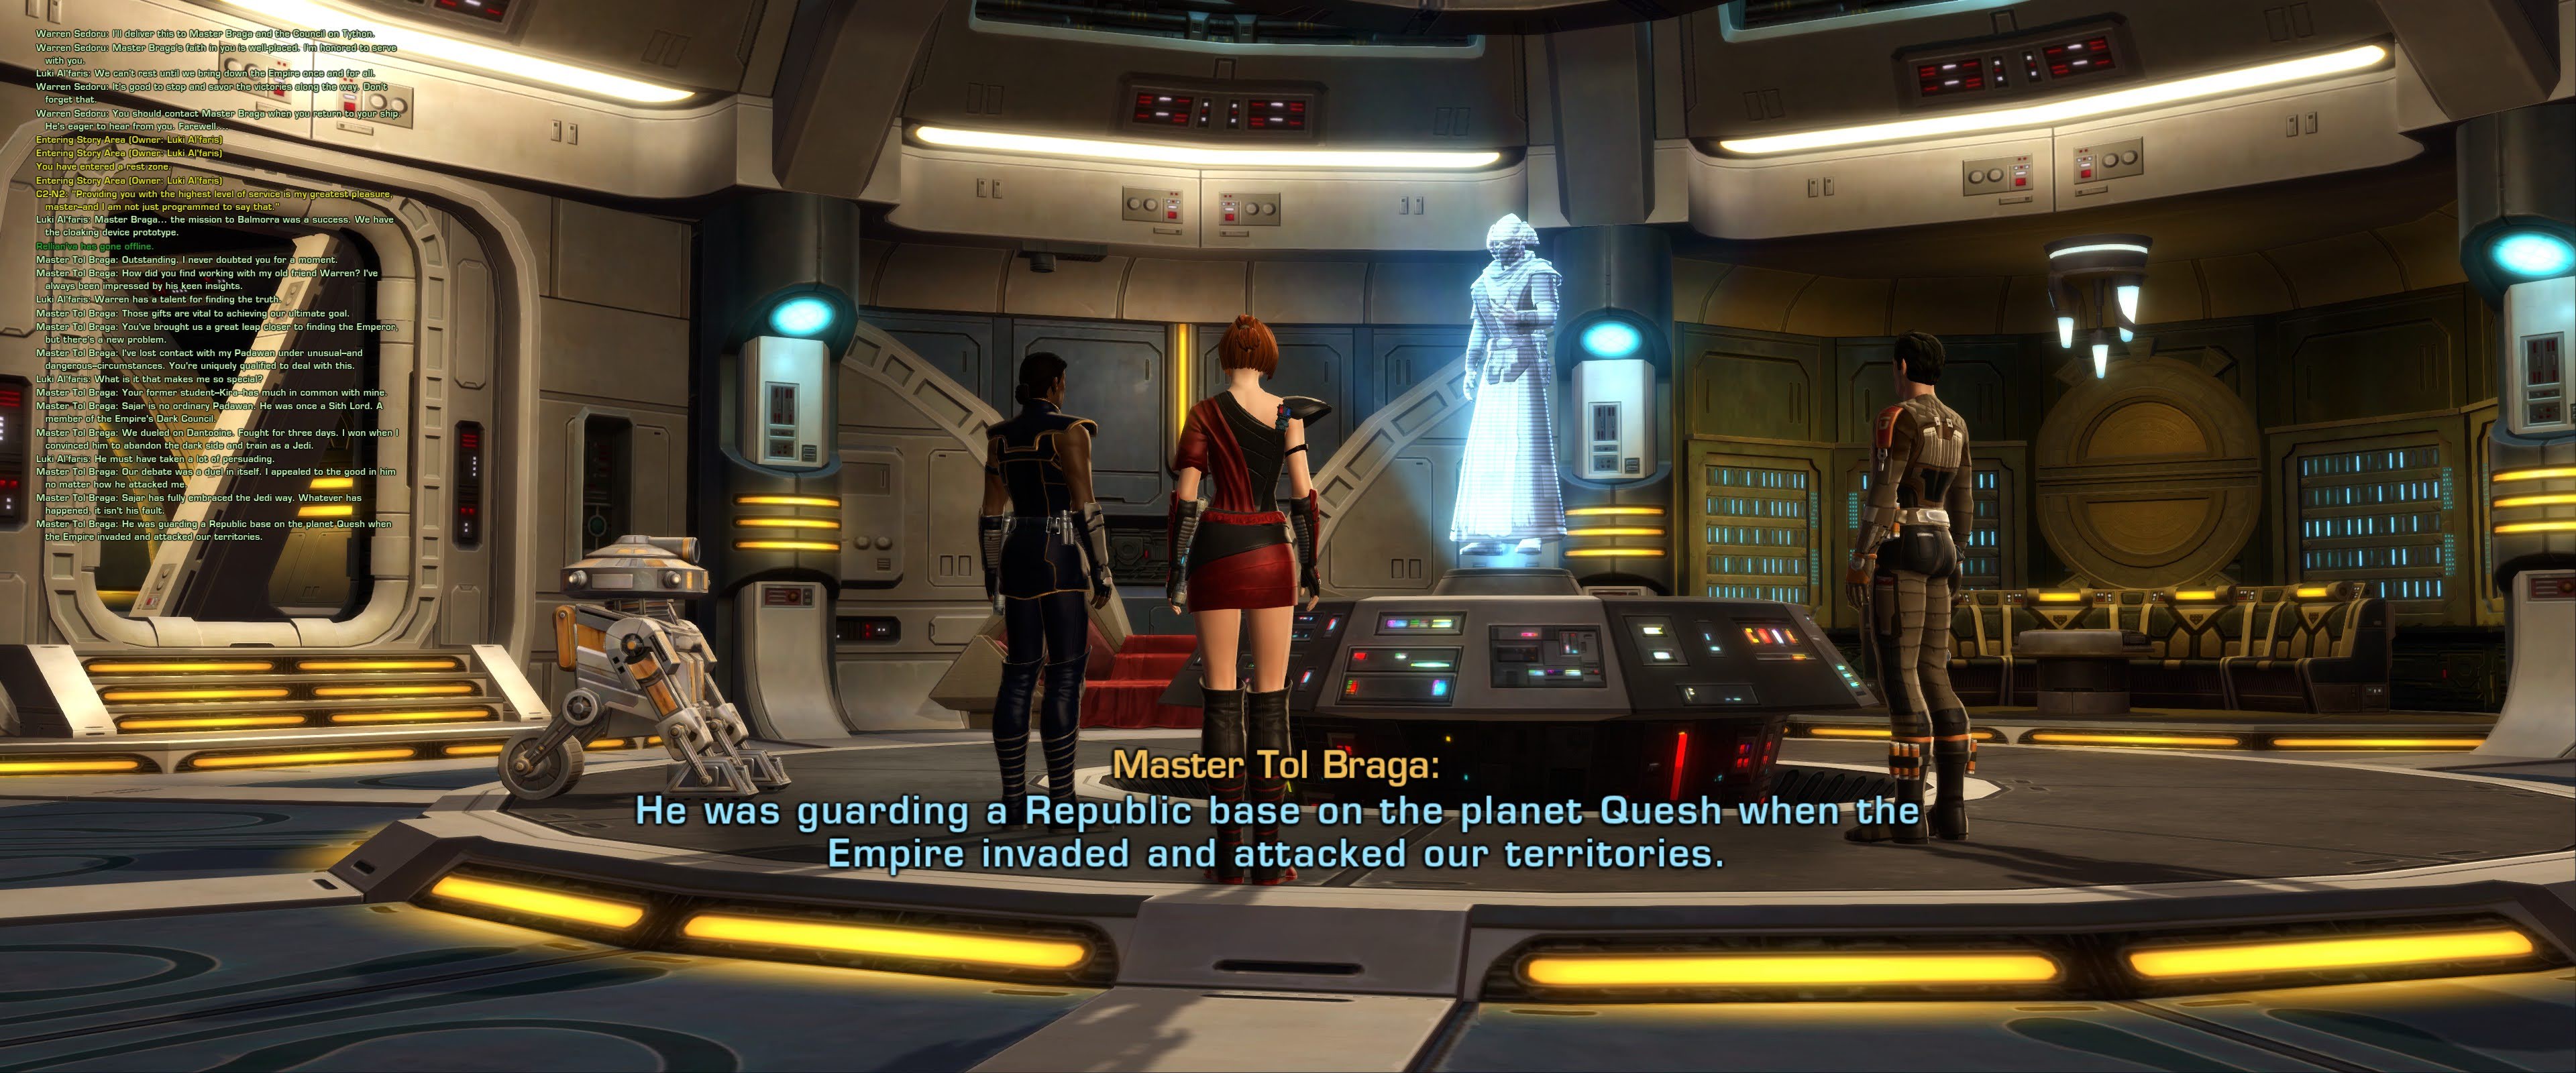 Warren Sedoru: I'll deliver this to Master Braga and the Council on Tython.
Warren Sedoru: Master Braga's faith in you is well-placed. I'm honored to serve
with you.
Luki Al'faris: We can't rest until we bring down the Empire once and for all.
Warren Sedoru: It's good to stop and savor the victories along the way. Don't
forget that.
Warren Sedoru: You should contact Master Braga when you return to your ship.
He's eager to hear from you. Farewell....
Entering Story Area (Owner: Luki Al'faris)
Entering Story Area (Owner: Luki Al'faris)
You have entered a rest zone.
Entering Story Area (Owner: Luki Al'faris)
C2-N2: "Providing you with the highest level of service is my greatest pleasure,
master—and I am not just programmed to say that."
Luki Al'faris: Master Braga... the mission to Balmorra was a success. We have
the cloaking device prototype.
has gone offline.
Master Tol Braga: Outstanding. I never doubted you for a moment.
Master Tol Braga: How did you find working with my old friend Warren? I've
always been impressed by his keen insights.
Luki Al'faris: Warren has a talent for finding the truth.
Master Tol Braga: Those gifts are vital to achieving our ultimate goal.
Master Tol Braga: You've brought us a great leap closer to finding the Emperor,
but there's a new problem.
Master Tol Braga: I've lost contact with my Padawan under unusual—and
dangerous—circumstances. You're uniquely qualified to deal with this.
Luki Al'faris: What is it that makes me so special?
Master Tol Braga: Your former student—Kira—has much in common with mine.
Master Tol Braga: Sajar is no ordinary Padawan. He was once a Sith Lord. A
member of the Empire's Dark Council.
Master Tol Braga: We dueled on Dantooine. Fought for three days. I won when I
convinced him to abandon the dark side and train as a Jedi.
Luki Al'faris: He must have taken a lot of persuading.
Master Tol Braga: Our debate was a duel in itself. I appealed to the good in him
no matter how he attacked me.
Master Tol Braga: Sajar has fully embraced the Jedi way. Whatever has
happened, it isn't his fault.
Master Tol Braga: He was guarding a Republic base on the planet Quesh when
the Empire invaded and attacked our territories.
Master Tol Braga:
He was guarding a Republic base on the planet Quesh when the
Empire invaded and attacked our territories.